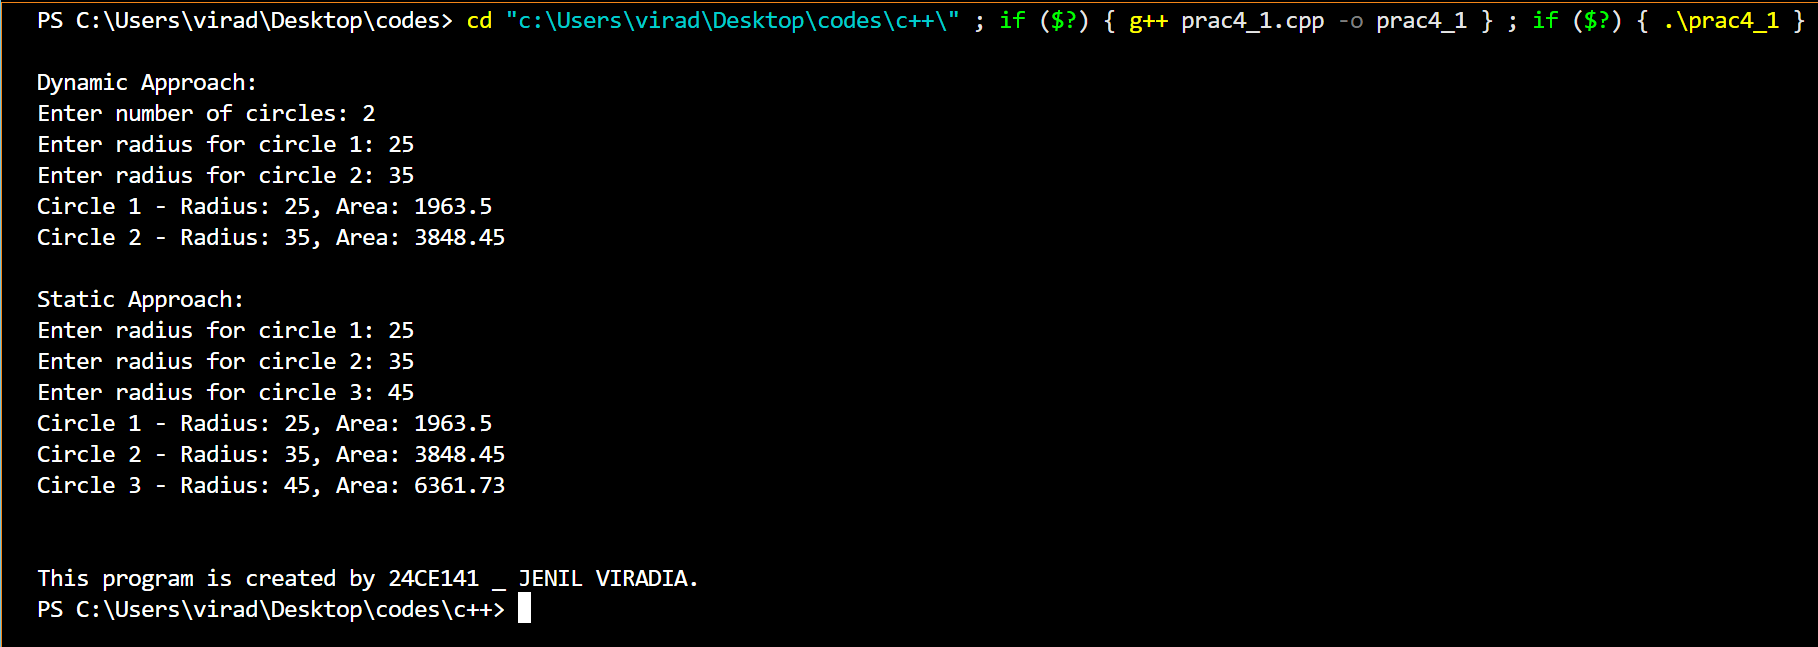 PS C:\Users\virad\Desktop\codes> cd "c:\Users\virad\Desktop\codes\c++\" ; if ($?) { g++ prac4_1.cpp -o prac4_1 } ; if ($?) { .\prac4_1 }
Dynamic Approach:
Enter number of circles: 2
Enter radius for circle 1: 25
Enter radius for circle 2: 35
Circle 1 - Radius: 25, Area: 1963.5
Circle 2 - Radius: 35, Area: 3848.45
Static Approach:
Enter radius for circle 1: 25
Enter radius for circle 2: 35
Enter radius for circle 3: 45
Circle 1 - Radius: 25, Area: 1963.5
Circle 2 - Radius: 35, Area: 3848.45
Circle 3 - Radius: 45, Area: 6361.73
This program is created by 24CE141 _ JENIL VIRADIA.
PS C:\Users\virad\Desktop\codes\c++>